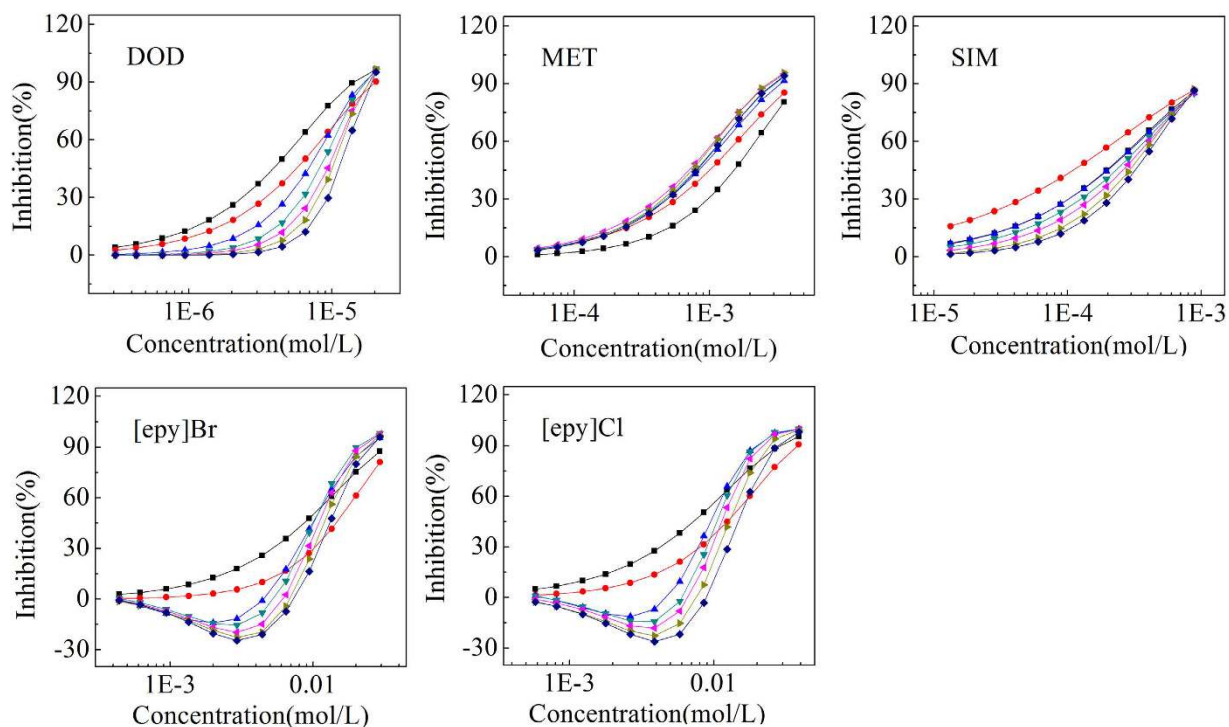 120
90
60
30
0
Inhibition(%)
DOD
1E-6
1E-5
Concentration(mol/L)
120
90
60
30
0
Inhibition(%)
MET
1E-4
1E-3
Concentration(mol/L)
120
90
60
30
0
Inhibition(%)
SIM
1E-5
1E-4
1E-3
Concentration(mol/L)
120
90
60
30
0
-30
Inhibition(%)
[epy]Br
1E-3
0.01
Concentration(mol/L)
120
90
60
30
0
-30
Inhibition(%)
[epy]Cl
1E-3
0.01
Concentration(mol/L)